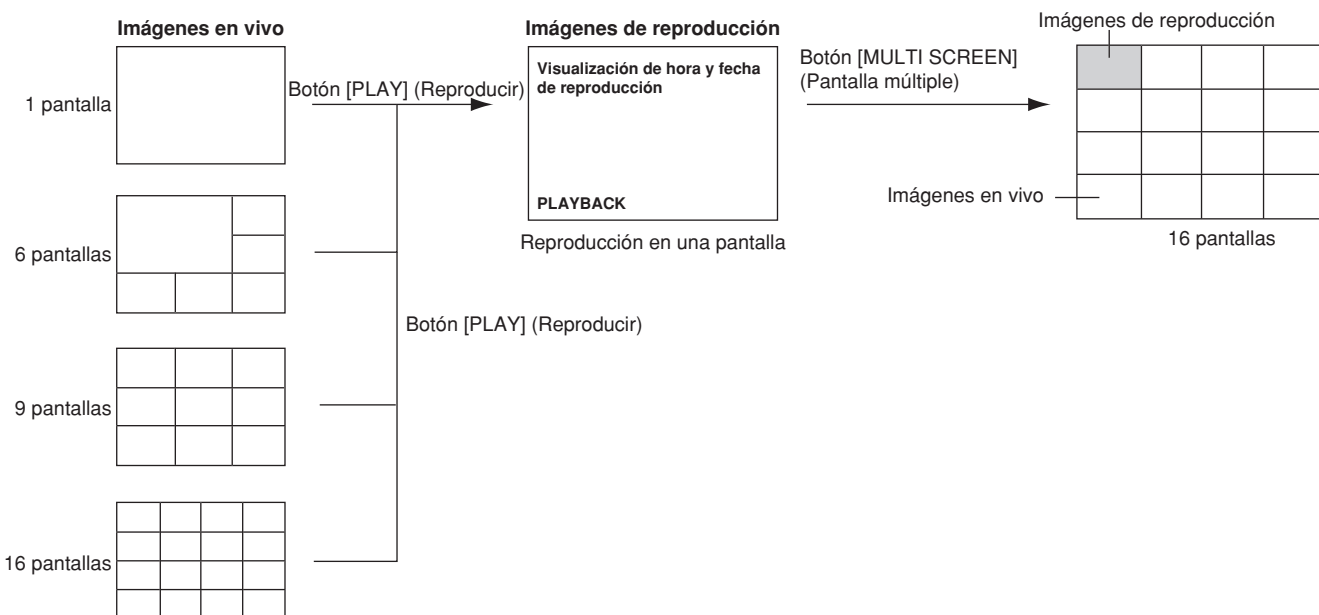 Imágenes en vivo
1 pantalla
Botón [PLAY] (Reproducir)
Imágenes de reproducción
Visualización de hora y fecha
de reproducción
PLAYBACK
Reproducción en una pantalla
Botón [MULTI SCREEN]
(Pantalla múltiple)
Imágenes de reproducción
Imágenes en vivo
16 pantallas
6 pantallas
Botón [PLAY] (Reproducir)
9 pantallas
16 pantallas